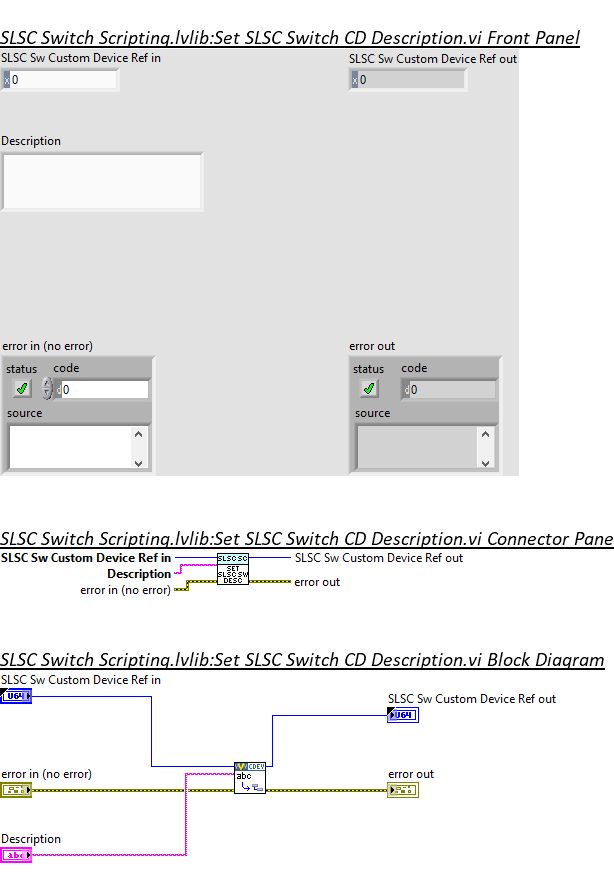 SLSC Switch Scripting.lvlib:Set SLSC Switch CD Description.vi Front Panel
SLSC Sw Custom Device Ref in
SLSC Sw Custom Device Ref out
x 0
x 0
Description
error in (no error)
error out
status code
status code
d 0
d 0
source
source
SLSC Switch Scripting.lvlib:Set SLSC Switch CD Description.vi Connector Pane
SLSC Sw Custom Device Ref in
SLSC Sw Custom Device Ref out
Description
error in (no error)
error out
SLSC SC
SET
SLSC SW
DESC
SLSC Switch Scripting.lvlib:Set SLSC Switch CD Description.vi Block Diagram
SLSC Sw Custom Device Ref in
U64
SLSC Sw Custom Device Ref out
U64
CDEV
abc
error in (no error)
error out
Description
abc